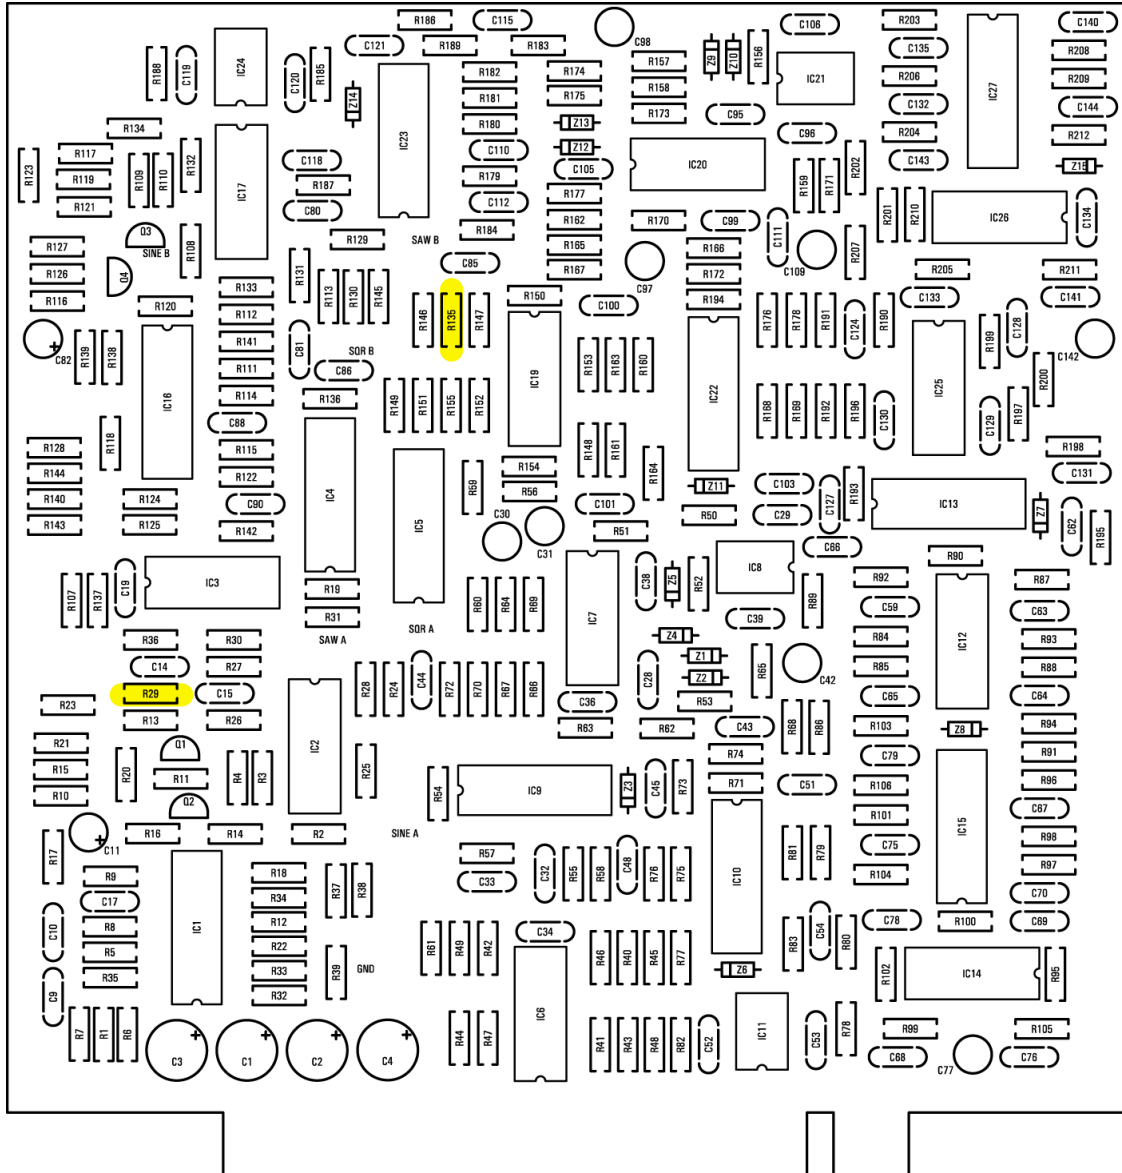 R186 C115 C106 R203 C140
C121 R189 R183 C98 Z9 Z10 R156 C135 IC27 R208
R188 C119 IC24 C120 R185 R182 R174 R157 IC21 R206 R209
Z14 IC23 R181 R175 R158 C132 C144
R134 R180 Z13 R173 C95 R204 R212
R117 R132 IC17 C118 C110 Z12 C96 C143 Z15
R123 R119 R109 R110 R187 R179 C105 IC20 R159 R171 R202
R121 C80 C112 R177 R201 R210 IC26 C134
Q3 R129 R184 R162 R170 C99 C111
R127 SINE B R108 SAW B R165 R166 C109 R207
R126 Q4 R131 C85 R167 C97 R172 R205 R211
R116 R120 R133 R113 R130 R145 R150 C100 R194 C133 C141
R112 R146 R135 R147 R176 R178 R191 C124 R190 C128
C82 R139 R138 R141 C81 SQR B R153 R163 R160 R199 C142
IC16 R111 C86 IC19 IC22 IC25 R200
R114 R136 R149 R151 R155 R152 R168 R169 R192 R196 R197
R118 C88 C130 C129
R128 R115 R148 R161 R198
R144 R122 IC4 R59 R154 R164 Z11 C103 R193 C131
R140 R124 C90 IC5 R56 C101 C127 IC13 Z7
R143 R125 R142 C30 C31 R51 R50 C29 C62 R195
C86 R90
IC3 C19 R19 IC7 C38 Z5 R52 IC8 R92 R87
R107 R137 R31 R60 R64 R69 C39 R89 C59 IC12 C63
R36 R30 SAW A SQR A Z4 R84 R93
C14 R27 R28 R24 C44 R72 R70 R67 R66 C28 Z1 R65 C42 R85 R88
R29 C15 IC2 C36 Z2 C65 C64
R23 R13 R26 R63 R62 R53 C43 R68 R86 R103 Z8 R94
R21 Q1 R25 R74 C79 R91
R15 R20 R11 R4 R3 R54 IC9 Z3 C45 R73 R71 C51 R106 R96
R10 Q2 C67
C11 R16 R14 R2 SINE A R101 IC15 R98
R17 R57 R81 R79 C75
R9 R18 R37 R38 C33 C32 R55 R58 C48 R76 R75 IC10 R104 R97
C17 IC1 R34 C70
C10 R8 R12 C34 C54 C78 R100 C69
R5 R22 R61 R49 R42 R46 R40 R45 R77 R83 R80
C9 R35 R33 R39 GND Z6 R102 IC14 R95
R32 IC6
R7 R1 R6 R44 R47 R41 R43 R48 R82 C52 IC11 C53 R78 R99 R105
C3 C1 C2 C4 C68 C77 C76